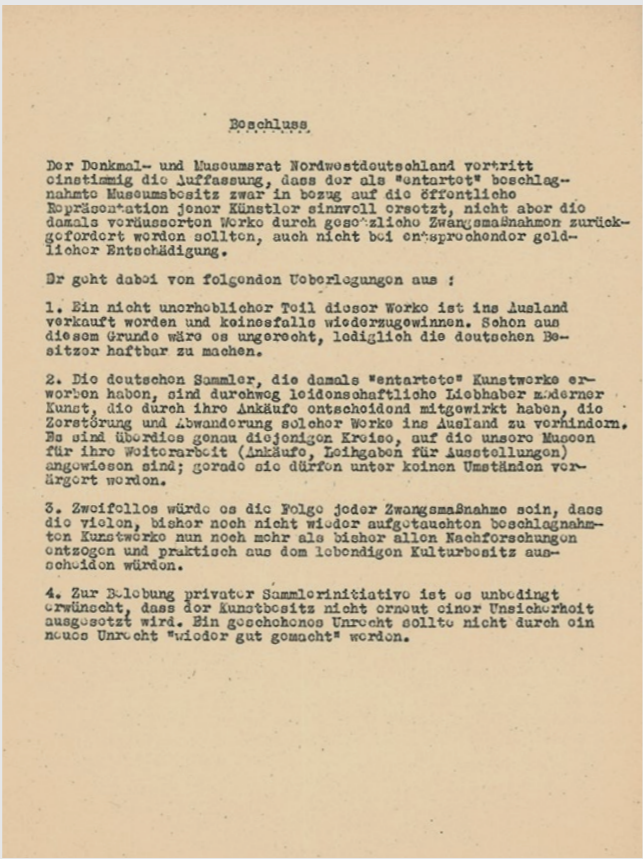 Beschluss
Der Denkmal- und Museumsrat Nordwestdeutschland vertritt
einstimmig die Auffassung, dass der als "entartet" beschlag-
nahmte Museumsbesitz zwar in bezug auf die öffentliche
Repräsentation jener Künstler sinnvoll ersetzt, nicht aber die
damals veräusserten Werke durch gesetzliche Zwangsmaßnahmen zurück-
gefordert werden sollten, auch nicht bei entsprechender geld-
licher Entschädigung.
Er geht dabei von folgenden Ueberlegungen aus :
1. Ein nicht unerheblicher Teil dieser Werke ist ins Ausland
verkauft worden und keinesfalls wiederzugewinnen. Schon aus
diesem Grunde wäre es ungerecht, lediglich die deutschen Be-
sitzer haftbar zu machen.
2. Die deutschen Sammler, die damals "entartete" Kunstwerke er-
worben haben, sind durchweg leidenschaftliche Liebhaber moderner
Kunst, die durch ihre Ankäufe entscheidend mitgewirkt haben, die
Zerstörung und Abwanderung solcher Werke ins Ausland zu verhindern.
Es sind überdies genau diejenigen Kreise, auf die unsere Museen
für ihre Weiterarbeit (Ankäufe, Leihgaben für Ausstellungen)
angewiesen sind; gerade sie dürfen unter keinen Umständen ver-
ärgert werden.
3. Zweifellos würde es die Folge jeder Zwangsmaßnahme sein, dass
die vielen, bisher noch nicht wieder aufgetauchten beschlagnahm-
ten Kunstwerke nun noch mehr als bisher allen Nachforschungen
entzogen und praktisch aus dem lebendigen Kulturbesitz aus-
scheiden würden.
4. Zur Belebung privater Sammlerinitiative ist es unbedingt
erwünscht, dass der Kunstbesitz nicht erneut einer Unsicherheit
ausgesetzt wird. Ein geschehenes Unrecht sollte nicht durch ein
neues Unrecht "wieder gut gemacht" werden.